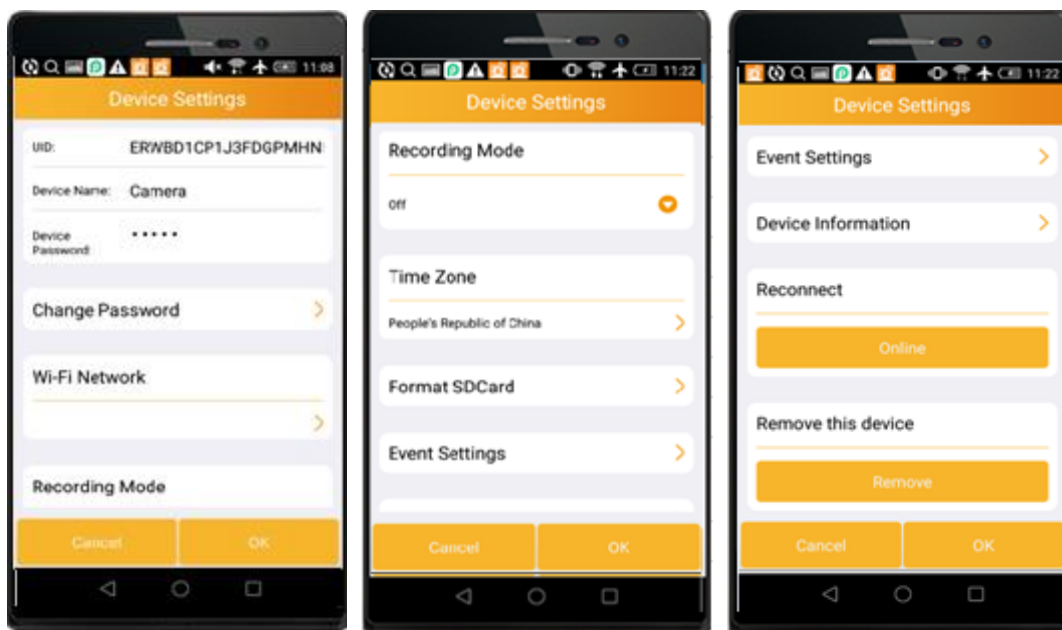 11:08
Device Settings
UID: ERWBD1CP1J3FDGPMHN
Device Name: Camera
Device
Password:
Change Password
Wi-Fi Network
Recording Mode
Cancel OK
11:22
Device Settings
Recording Mode
Off
Time Zone
People's Republic of China
Format SDCard
Event Settings
Cancel OK
11:22
Device Settings
Event Settings
Device Information
Reconnect
Online
Remove this device
Remove
Cancel OK